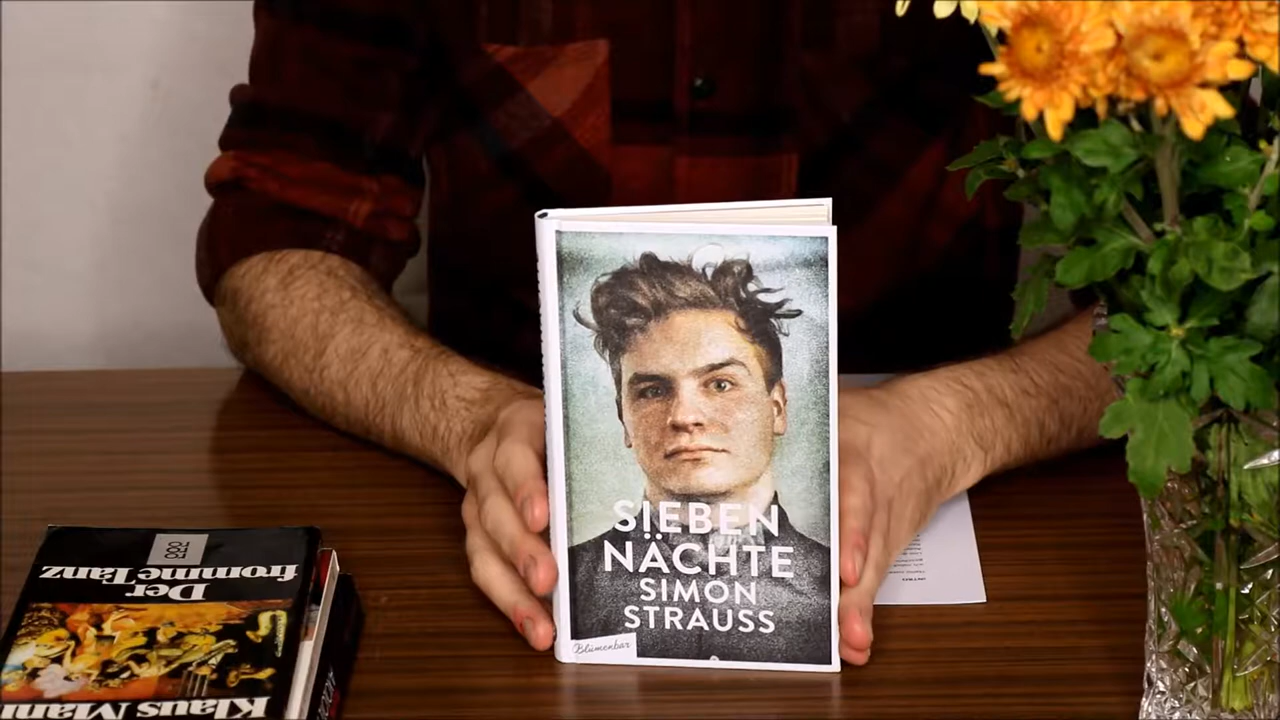 SIEBEN
NÄCHTE
SIMON
STRAUSS
Blumenbar
rororo
Der
fromme Tanz
Klaus Mann